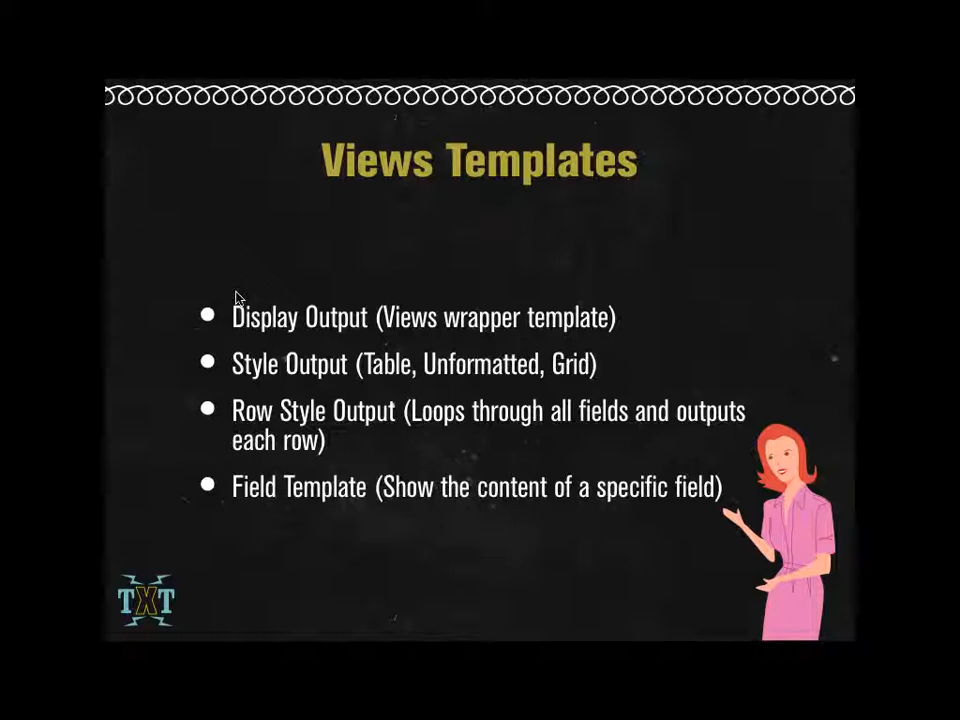 Views Templates
Display Output (Views wrapper template)
Style Output (Table, Unformatted, Grid)
Row Style Output (Loops through all fields and outputs
each row)
Field Template (Show the content of a specific field)
TXT